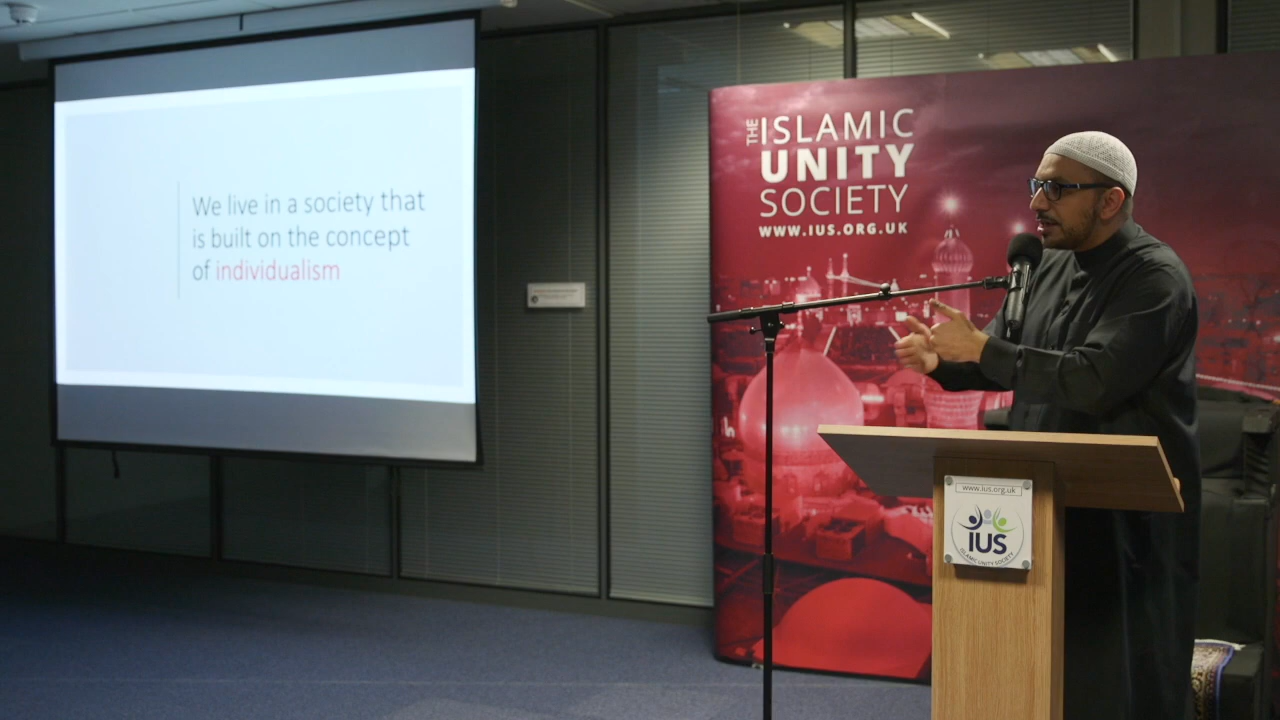 We live in a society that
is built on the concept
of individualism
THE
ISLAMIC
UNITY
SOCIETY
WWW.IUS.ORG.UK
www.ius.org.uk
IUS
ISLAMIC UNITY SOCIETY